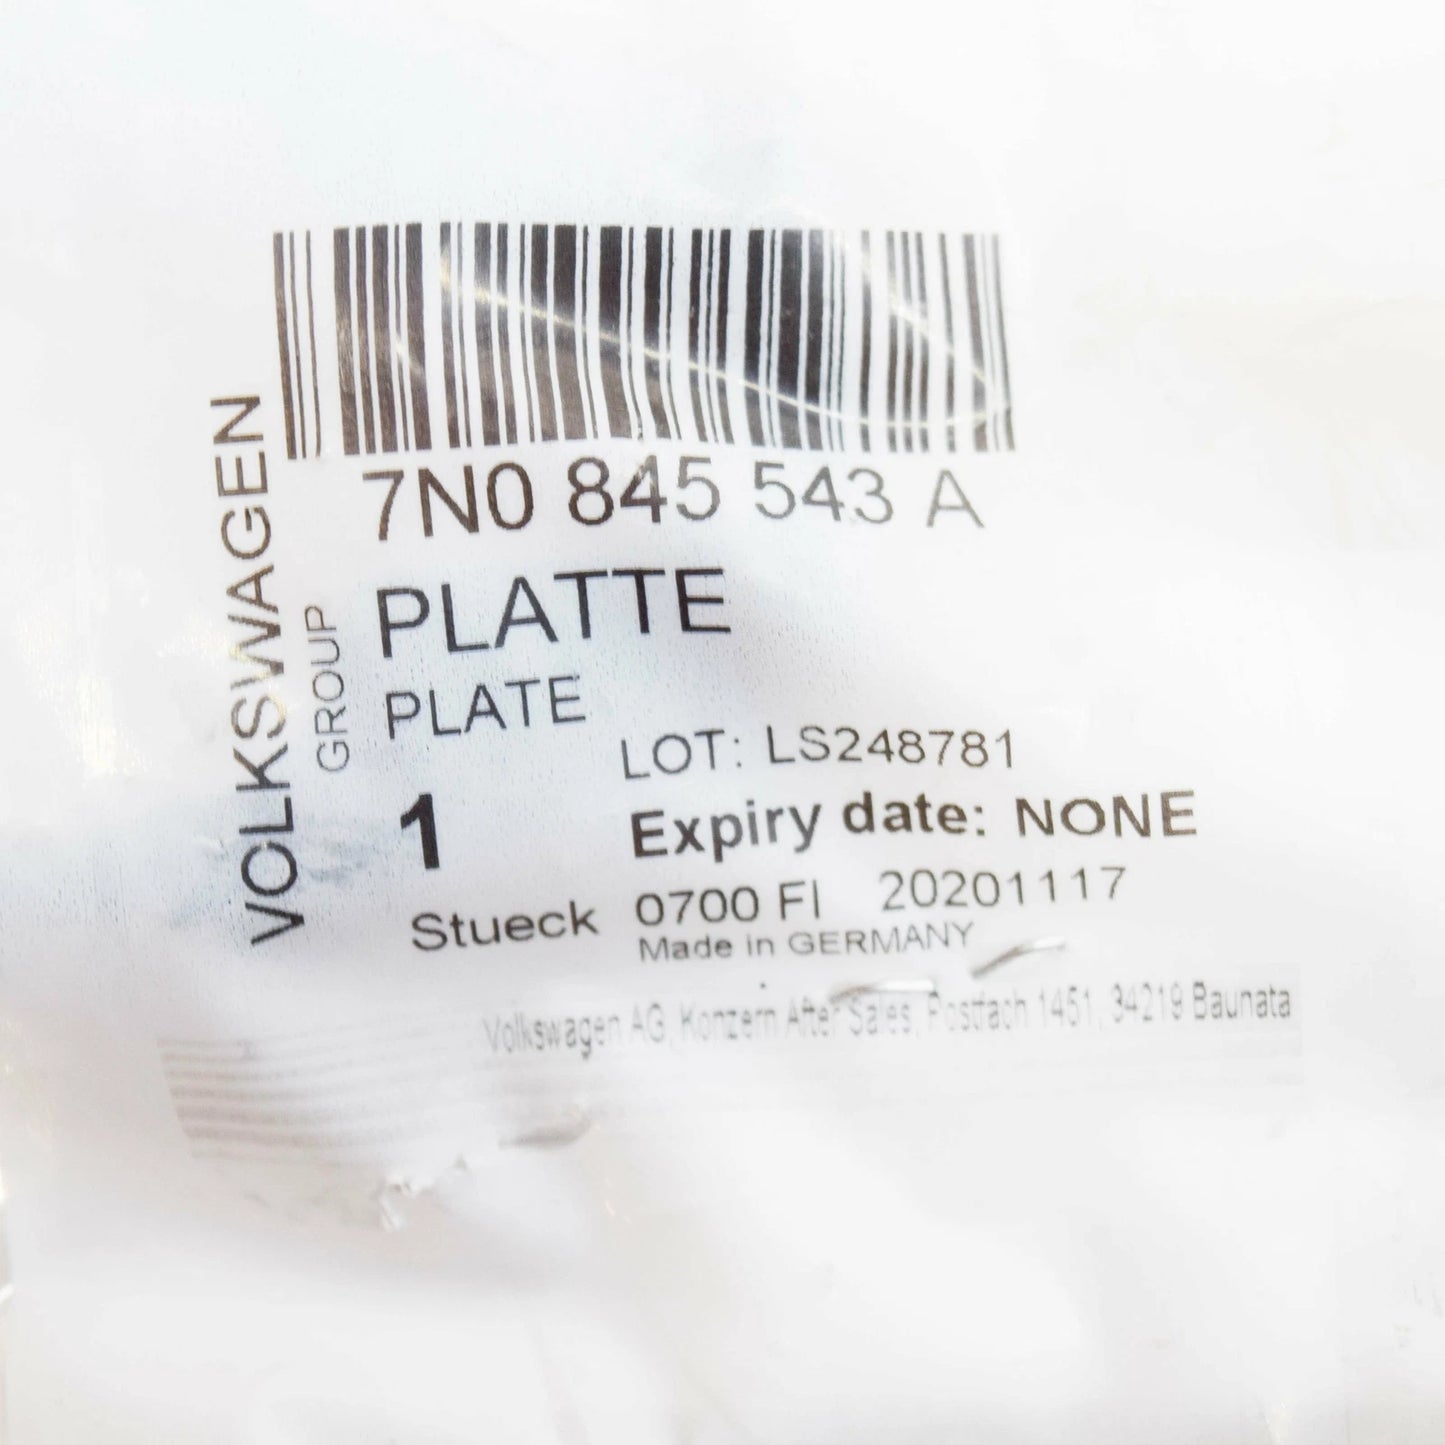 VOLKSWAGEN
GROUP
7N0 845 543 A
PLATTE
PLATE
1
Stueck
LOT: LS248781
Expiry date: NONE
0700 FI 20201117
Made in GERMANY
Volkswagen AG, Konzern After Sales, Postfach 1451, 34219 Baunata